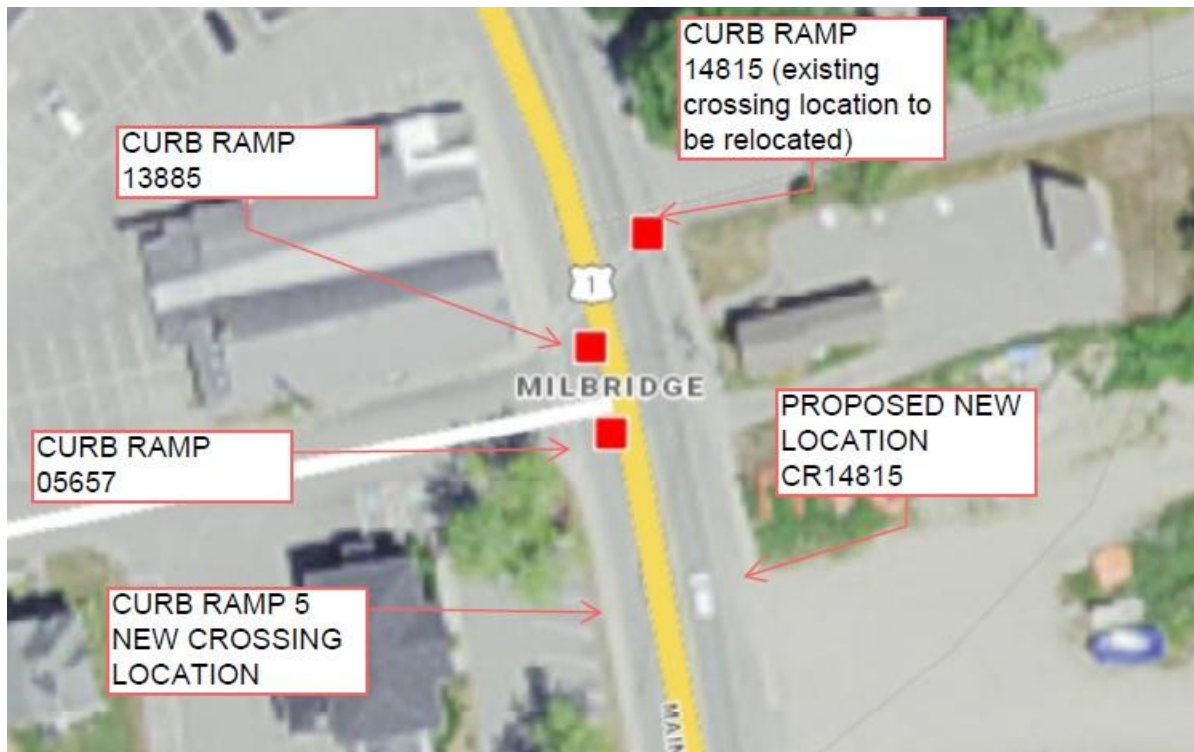 CURB RAMP
14815 (existing
crossing location to
be relocated)
CURB RAMP
13885
1
MILBRIDGE
PROPOSED NEW
LOCATION
CR14815
CURB RAMP
05657
CURB RAMP 5
NEW CROSSING
LOCATION
MAIN